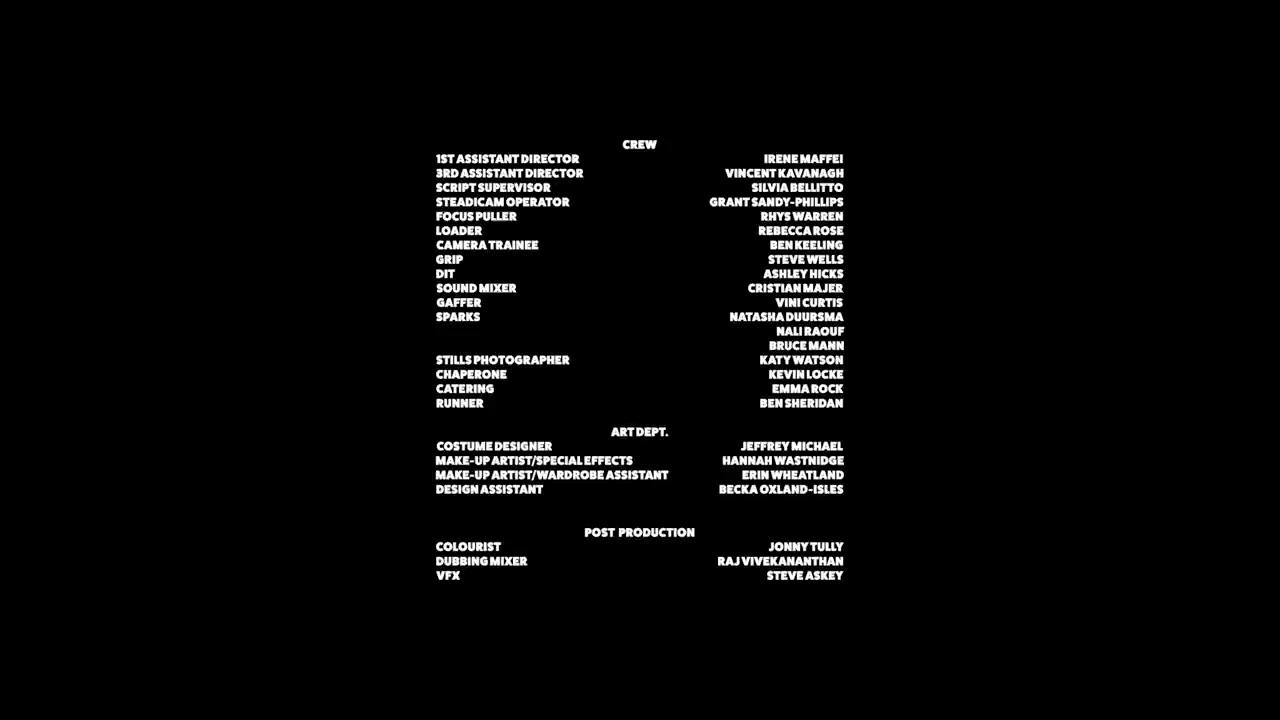 CREW
1ST ASSISTANT DIRECTOR IRENE MAFFEI
3RD ASSISTANT DIRECTOR VINCENT KAVANAGH
SCRIPT SUPERVISOR SILVIA BELLITTO
STEADICAM OPERATOR GRANT SANDY-PHILLIPS
FOCUS PULLER RHYS WARREN
LOADER REBECCA ROSE
CAMERA TRAINEE BEN KEELING
GRIP STEVE WELLS
DIT ASHLEY HICKS
SOUND MIXER CRISTIAN MAJER
GAFFER VINI CURTIS
SPARKS NATASHA DUURSMA
NALI RAOUF
BRUCE MANN
STILLS PHOTOGRAPHER KATY WATSON
CHAPERONE KEVIN LOCKE
CATERING EMMA ROCK
RUNNER BEN SHERIDAN
ART DEPT.
COSTUME DESIGNER JEFFREY MICHAEL
MAKE-UP ARTIST/SPECIAL EFFECTS HANNAH WASTNIDGE
MAKE-UP ARTIST/WARDROBE ASSISTANT ERIN WHEATLAND
DESIGN ASSISTANT BECKA OXLAND-ISLES
POST PRODUCTION
COLOURIST JONNY TULLY
DUBBING MIXER RAJ VIVEKANANTHAN
VFX STEVE ASKEY